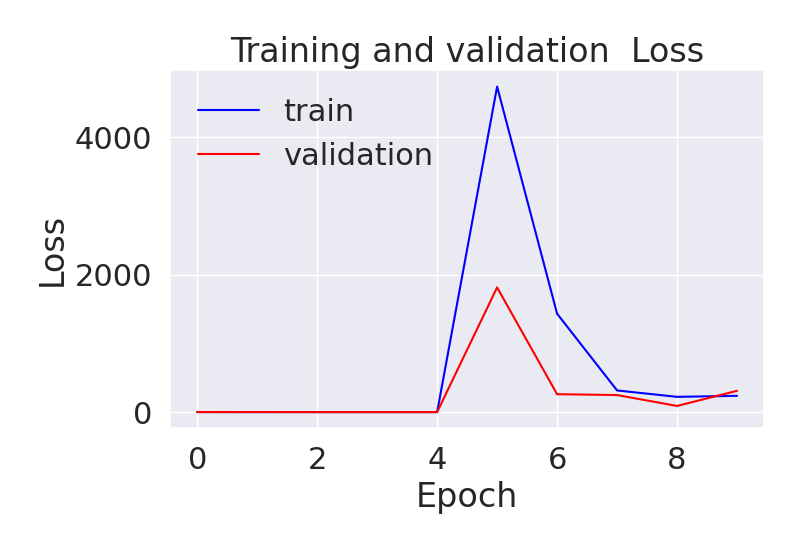 Training and validation  Loss
train
validation
4000
2000
0
Loss
0 2 4 6 8
Epoch